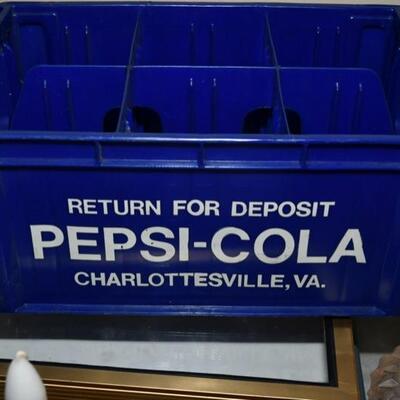 RETURN FOR DEPOSIT
PEPSI-COLA
CHARLOTTESVILLE, VA.